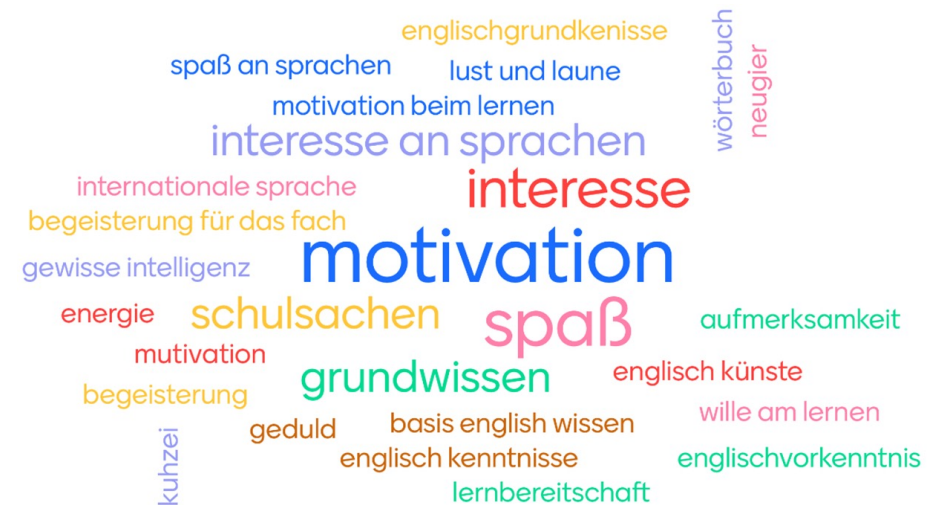 englischgrundkenisse
wörterbuch
neugier
spaß an sprachen
lust und laune
motivation beim lernen
interesse an sprachen
internationale sprache
interesse
begeisterung für das fach
motivation
gewisse intelligenz
energie
schulsachen
spaß
aufmerksamkeit
mutivation
grundwissen
englisch künste
begeisterung
wille am lernen
geduld
basis english wissen
kuhzei
englisch kenntnisse
englischvorkenntnis
lernbereitschaft